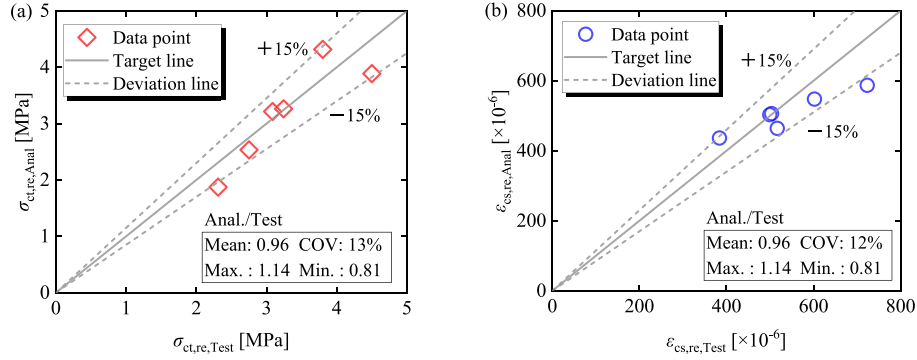 (a)
Data point
Target line
Deviation line
+15%
−15%
Anal./Test
Mean: 0.96 COV: 13%
Max. : 1.14 Min. : 0.81
5
4
3
2
1
0
0 1 2 3 4 5
σct,re,Anal [MPa]
σct,re,Test [MPa]
(b)
Data point
Target line
Deviation line
+15%
−15%
Anal./Test
Mean: 0.96 COV: 12%
Max. : 1.14 Min. : 0.81
800
600
400
200
0
0 200 400 600 800
εcs,re,Anal [×10⁻⁶]
εcs,re,Test [×10⁻⁶]